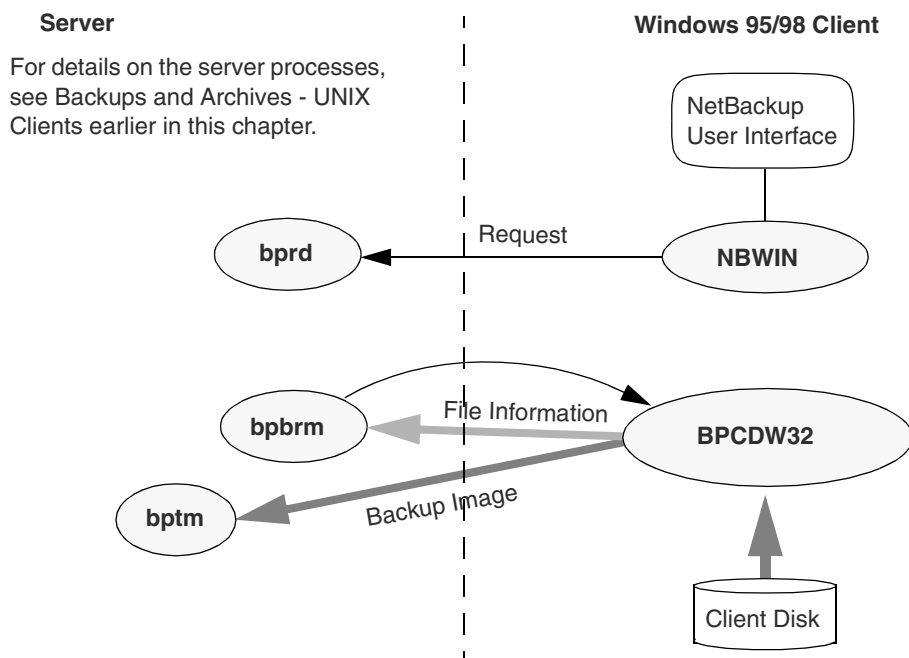 Server
Windows 95/98 Client
For details on the server processes,
see Backups and Archives - UNIX
Clients earlier in this chapter.
NetBackup
User Interface
Request
bprd
NBWIN
File Information
bpbrm
BPCDW32
Backup Image
bptm
Client Disk